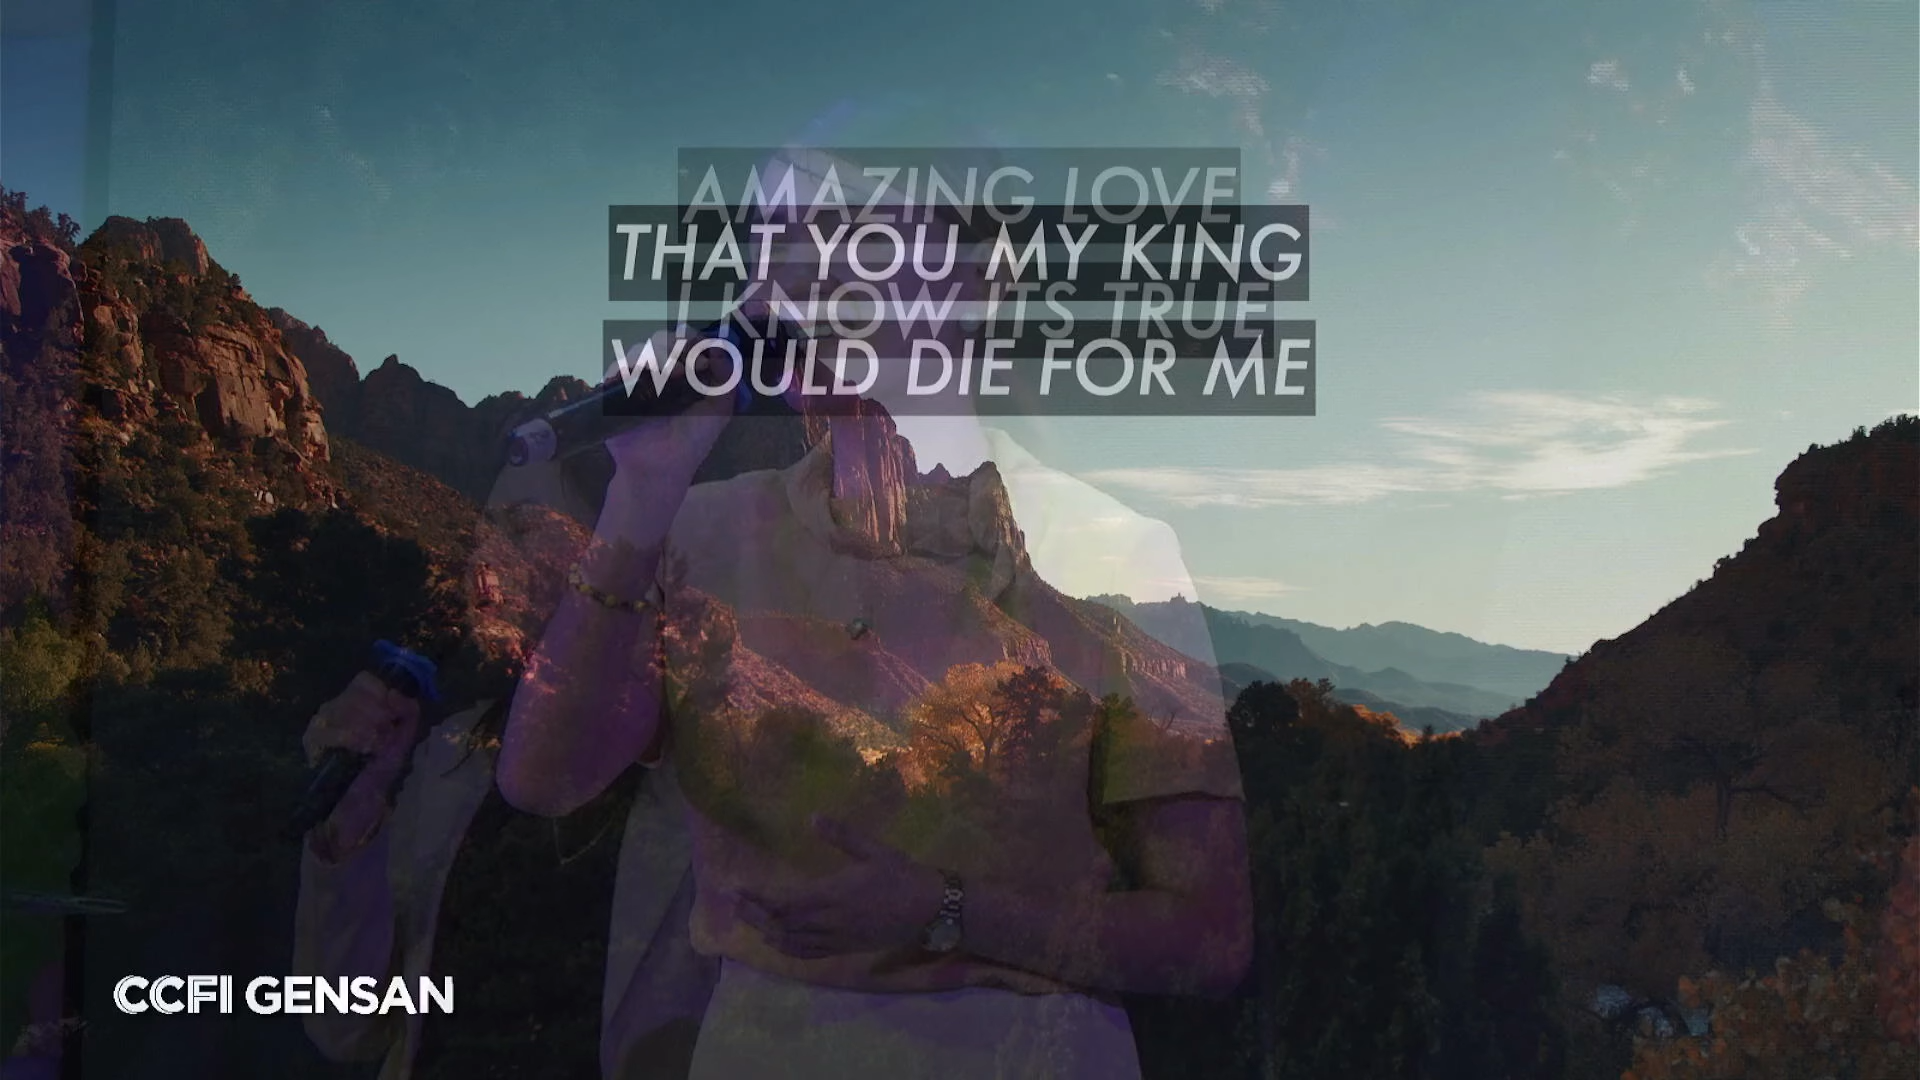 AMAZING LOVE
THAT YOU MY KING
I KNOW ITS TRUE
WOULD DIE FOR ME
CCFI GENSAN